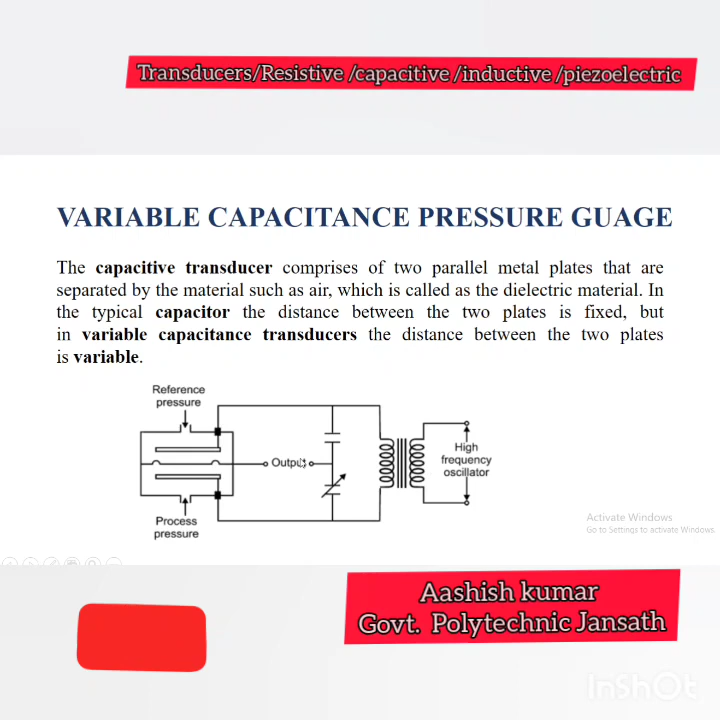 Transducers/Resistive /capacitive /inductive /piezoelectric
VARIABLE CAPACITANCE PRESSURE GUAGE
The capacitive transducer comprises of two parallel metal plates that are
separated by the material such as air, which is called as the dielectric material. In
the typical capacitor the distance between the two plates is fixed, but
in variable capacitance transducers the distance between the two plates
is variable.
Reference
pressure
Output
High
frequency
oscillator
Process
pressure
Activate Windows
Go to Settings to activate Windows.
Aashish kumar
Govt. Polytechnic Jansath
InShOt